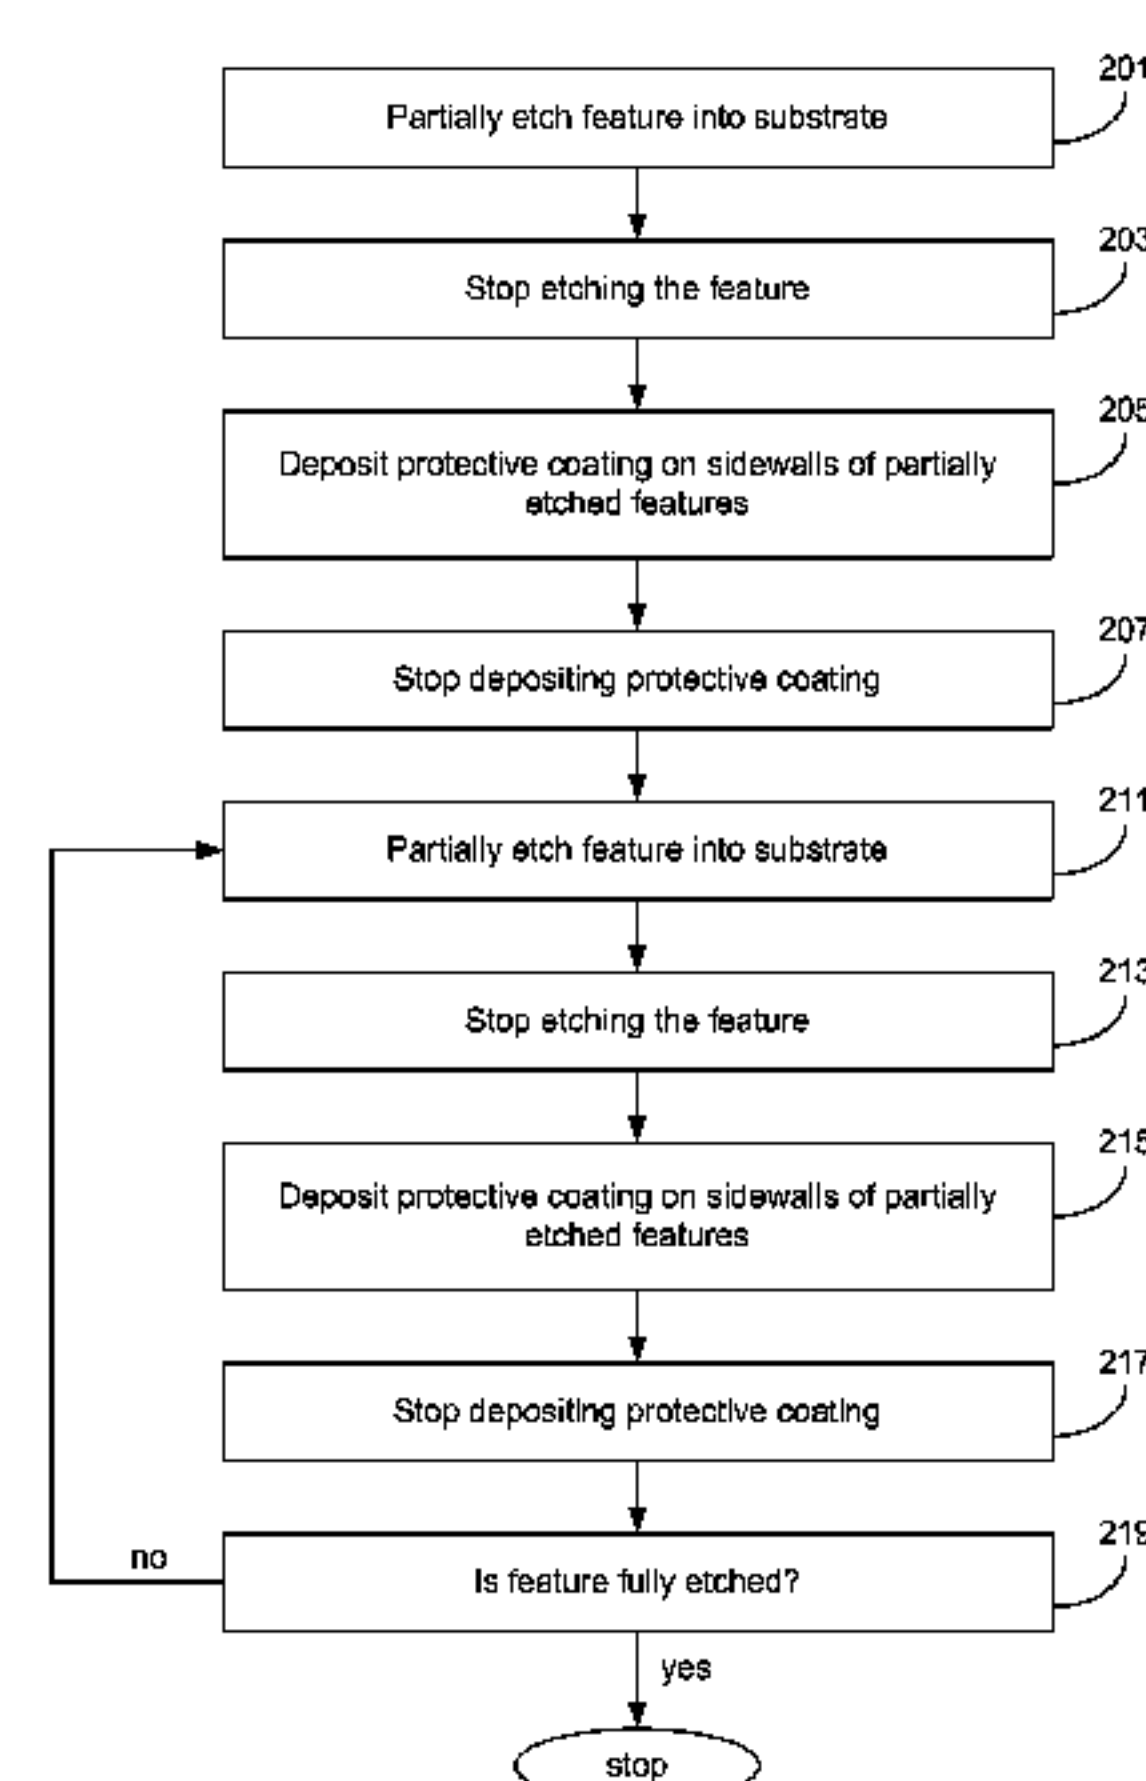 201
Partially etch feature into substrate
203
Stop etching the feature
205
Deposit protective coating on sidewalls of partially
etched features
207
Stop depositing protective coating
211
Partially etch feature into substrate
213
Stop etching the feature
215
Deposit protective coating on sidewalls of partially
etched features
217
Stop depositing protective coating
219
Is feature fully etched?
no
yes
stop